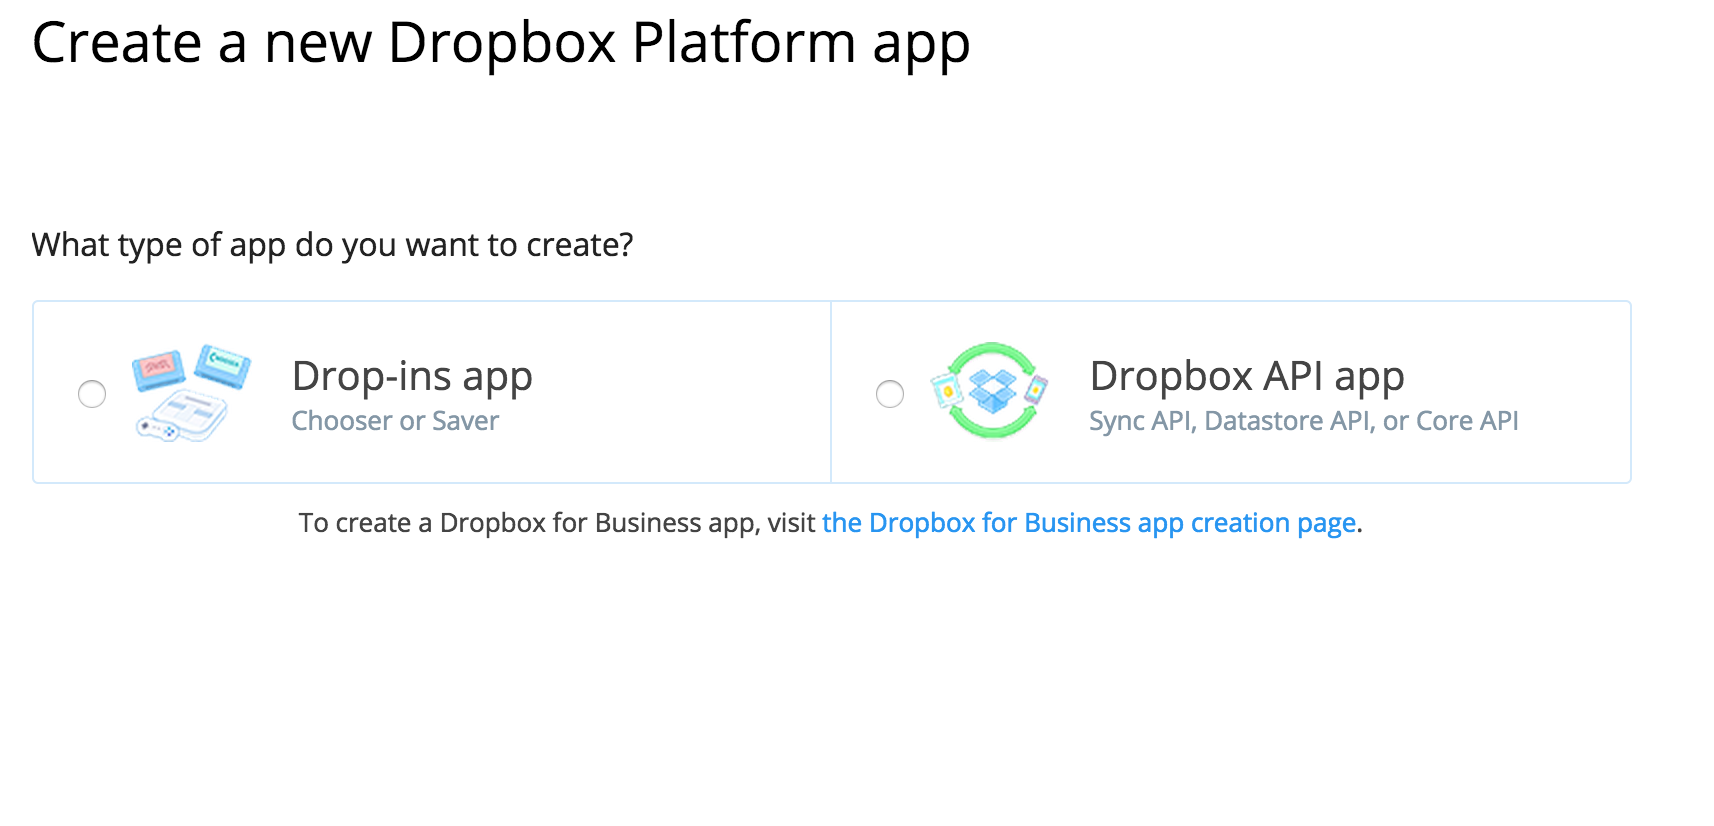 Create a new Dropbox Platform app
What type of app do you want to create?
Drop-ins app
Chooser or Saver
Dropbox API app
Sync API, Datastore API, or Core API
To create a Dropbox for Business app, visit the Dropbox for Business app creation page.